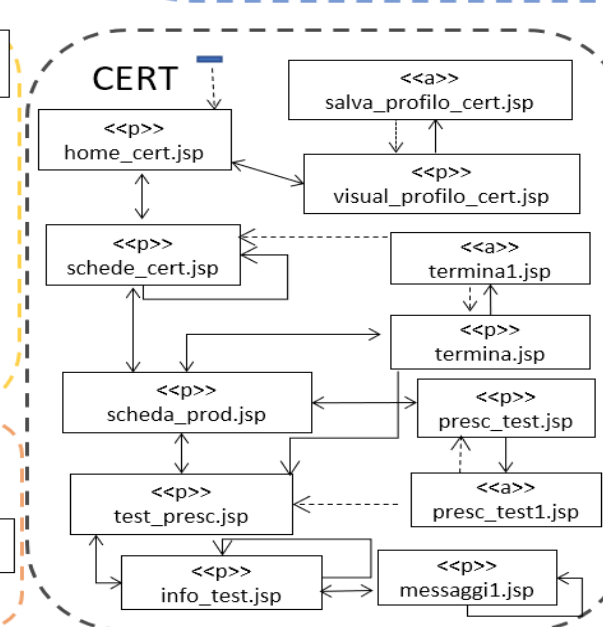 CERT
<<a>>
salva_profilo_cert.jsp
<<p>>
home_cert.jsp
<<p>>
visual_profilo_cert.jsp
<<p>>
schede_cert.jsp
<<a>>
termina1.jsp
<<p>>
termina.jsp
<<p>>
scheda_prod.jsp
<<p>>
presc_test.jsp
<<p>>
test_presc.jsp
<<a>>
presc_test1.jsp
<<p>>
info_test.jsp
<<p>>
messaggi1.jsp